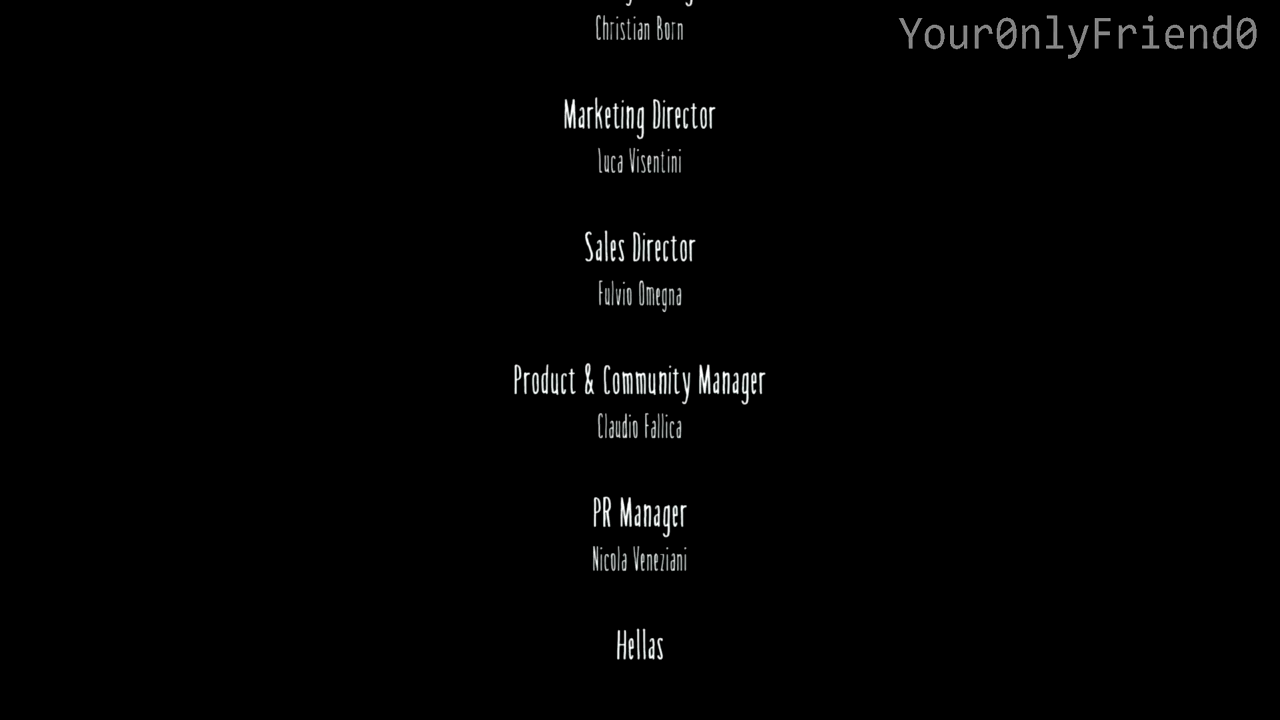 Your0nlyFriend0
Christian Born
Marketing Director
Luca Visentini
Sales Director
Fulvio Omegna
Product & Community Manager
Claudio Fallica
PR Manager
Nicola Veneziani
Hellas